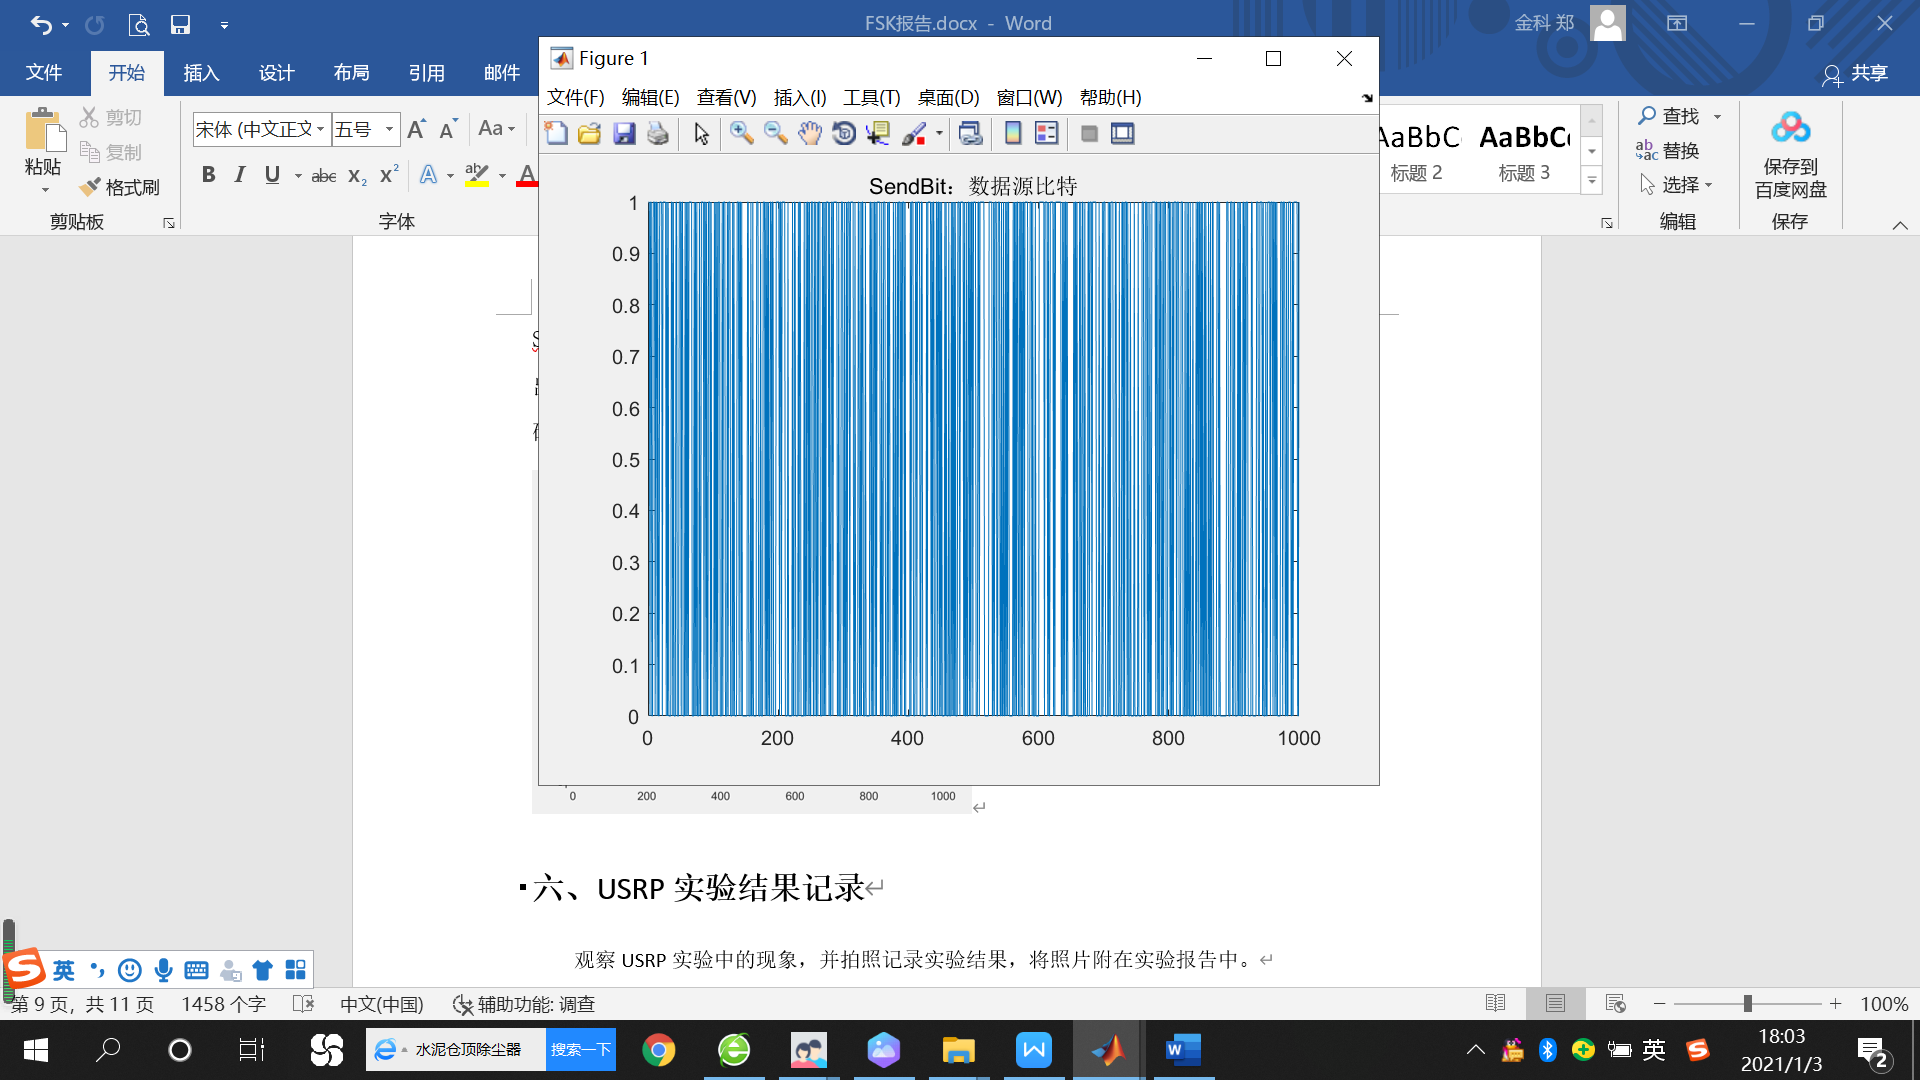 FSK报告.docx - Word
金科 郑
文件 开始 插入 设计 布局 引用 邮件
共享
Figure 1
文件(F) 编辑(E) 查看(V) 插入(I) 工具(T) 桌面(D) 窗口(W) 帮助(H)
粘贴
剪切
复制
格式刷
剪贴板
宋体 (中文正文
五号
Aa
B I U abc X₂ X² A aby A
字体
AaBbC
标题 2
AaBbC
标题 3
查找
替换
选择
编辑
保存到
百度网盘
保存
SendBit：数据源比特
1
0.9
0.8
0.7
0.6
0.5
0.4
0.3
0.2
0.1
0
0 200 400 600 800 1000
0 200 400 600 800 1000
六、USRP 实验结果记录
观察 USRP 实验中的现象，并拍照记录实验结果，将照片附在实验报告中。
英
第 9 页，共 11 页 1458 个字 中文(中国) 辅助功能: 调查 100%
水泥仓顶除尘器 搜索一下
英
18:03
2021/1/3
2